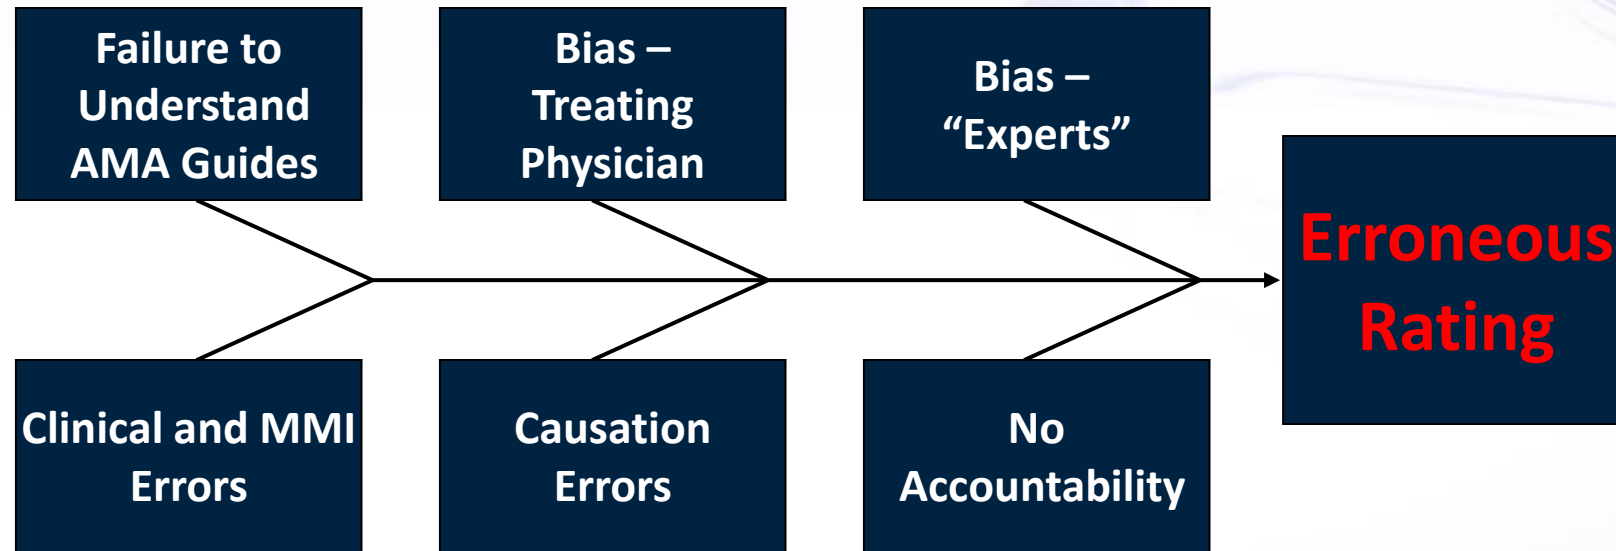 Failure to
Understand
AMA Guides
Bias –
Treating
Physician
Bias –
“Experts”
Erroneous
Rating
Clinical and MMI
Errors
Causation
Errors
No
Accountability